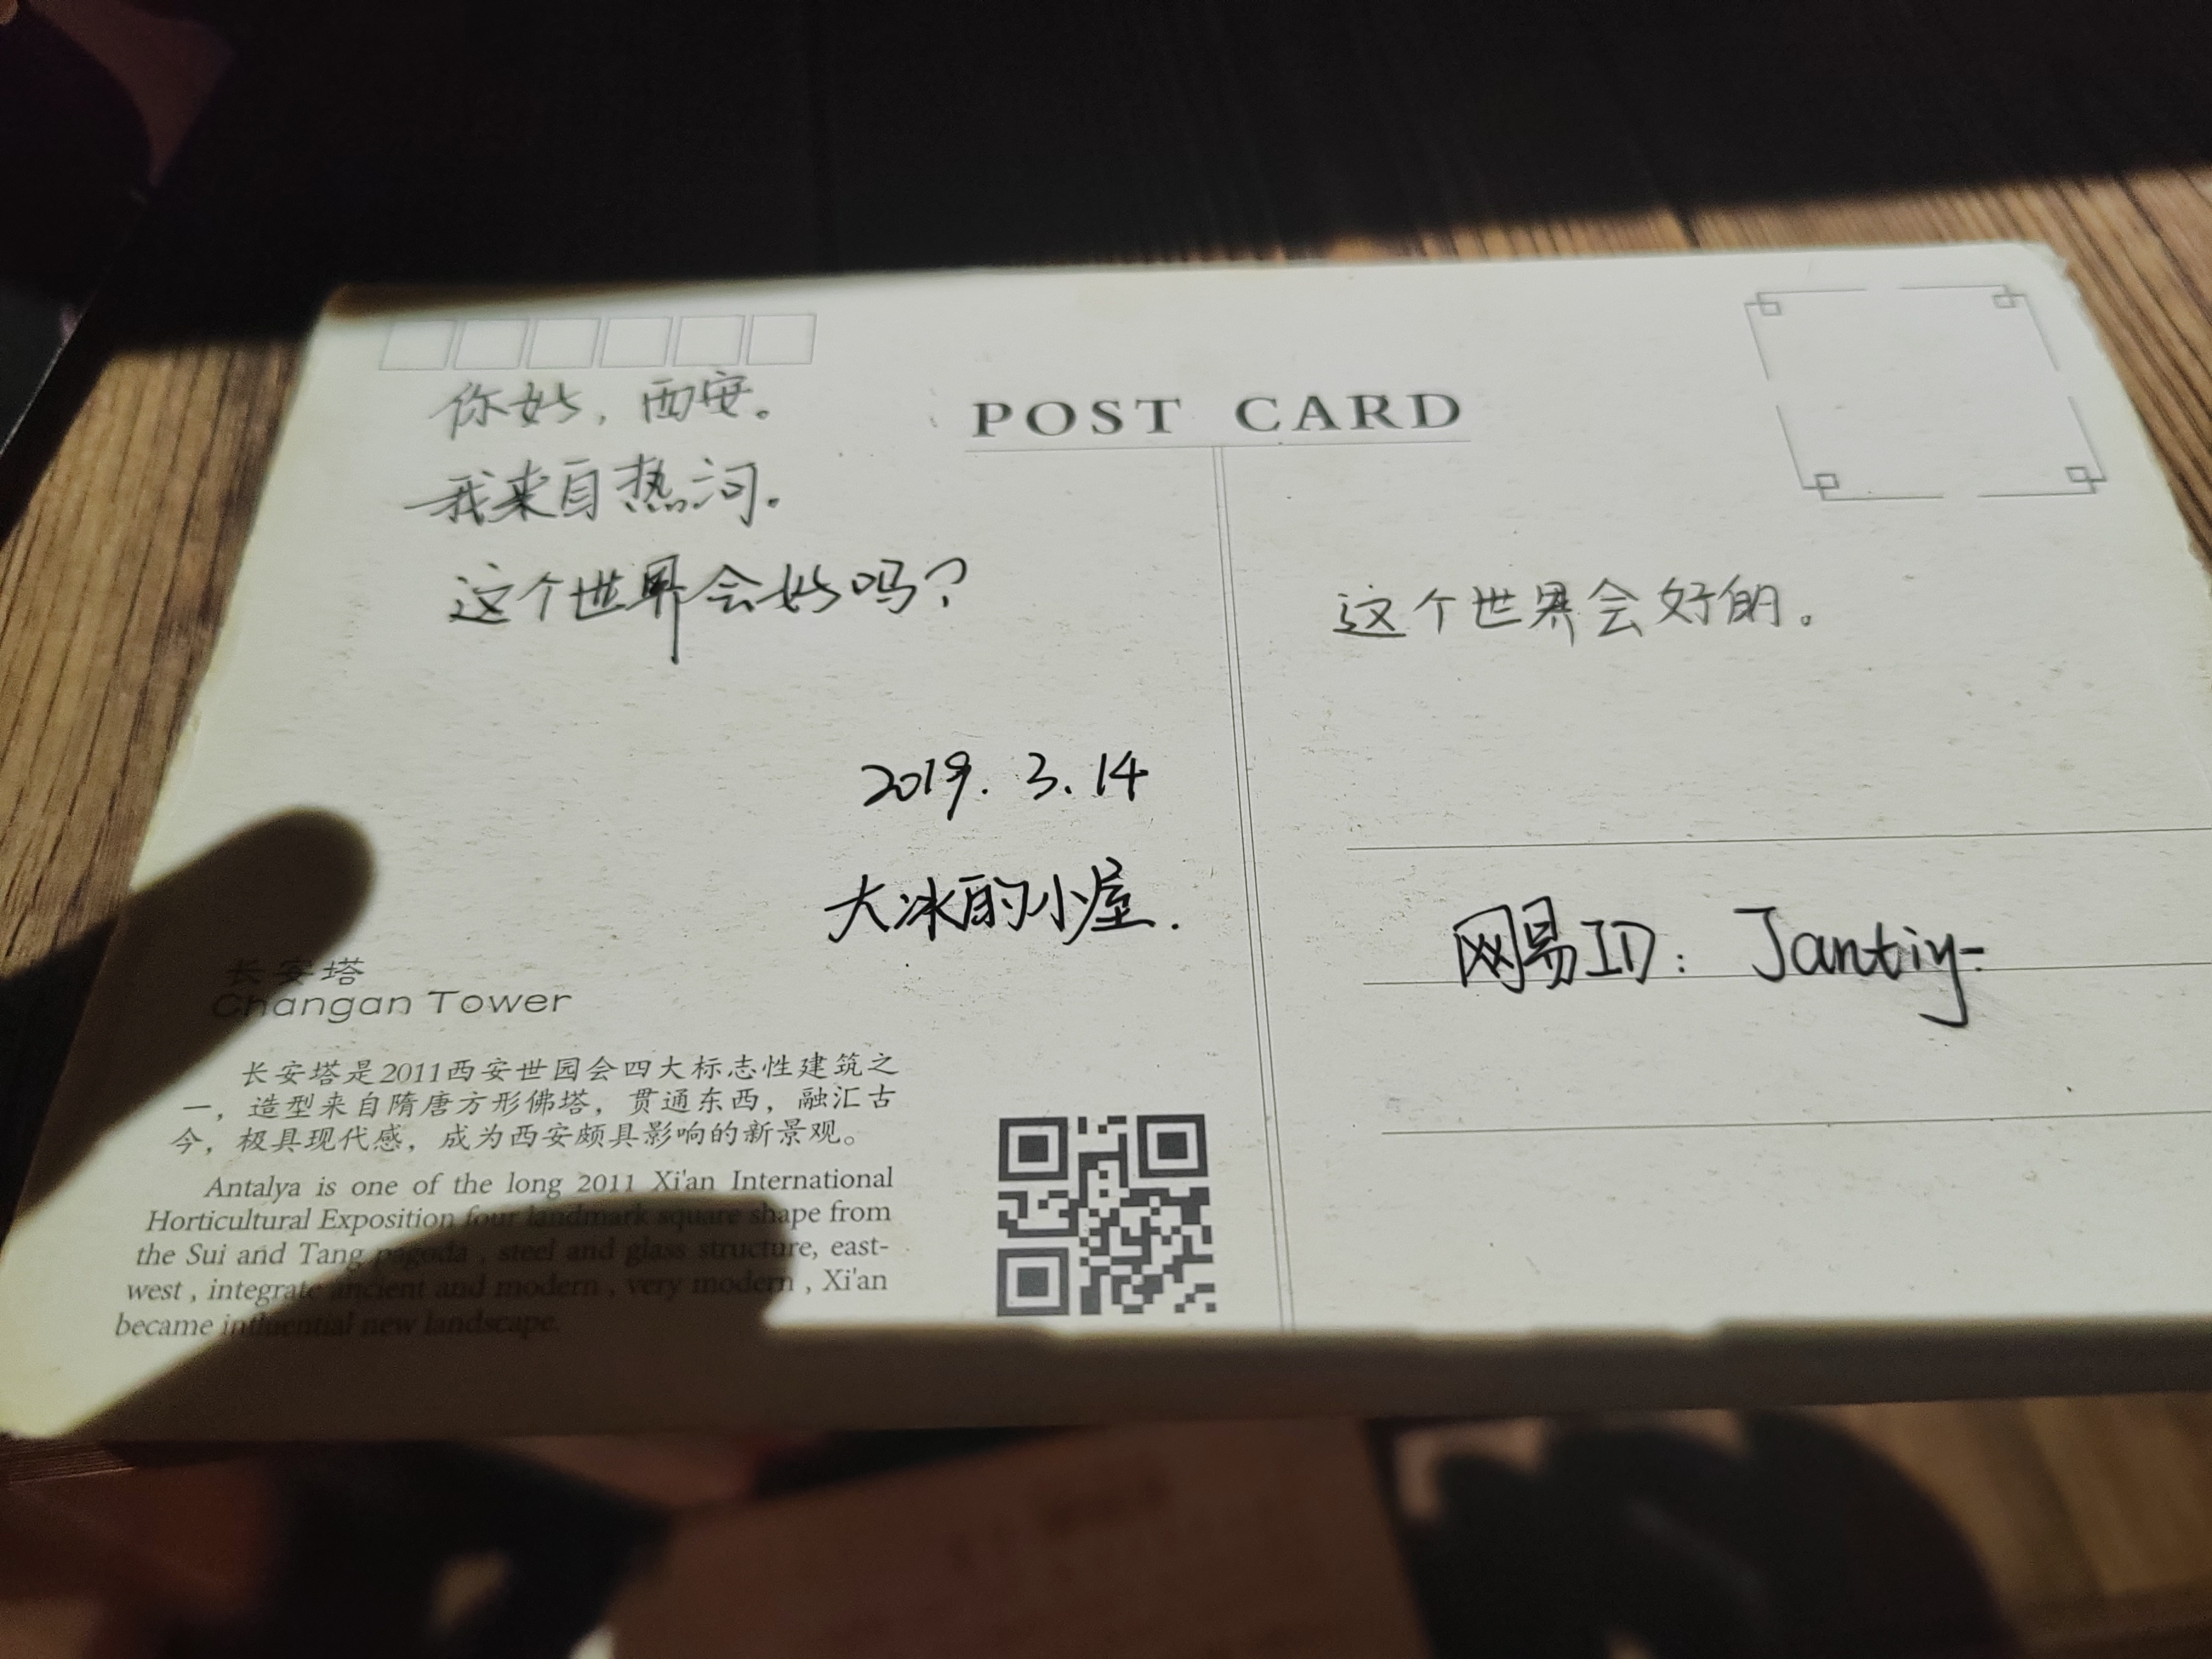 你好，西安。
我来自热河.
这个世界会好吗？
2019. 3. 14
大冰的小屋.
长安塔
Changan Tower
长安塔是2011西安世园会四大标志性建筑之
一，造型来自隋唐方形佛塔，贯通东西，融汇古
今，极具现代感，成为西安颇具影响的新景观。
Antalya is one of the long 2011 Xi'an International
Horticultural Exposition four landmark square shape from
the Sui and Tang pagoda , steel and glass structure, east-
west , integrate ancient and modern , very modern , Xi'an
became influential new landscape.
POST CARD
这个世界会好的。
网易ID: Jantiy-